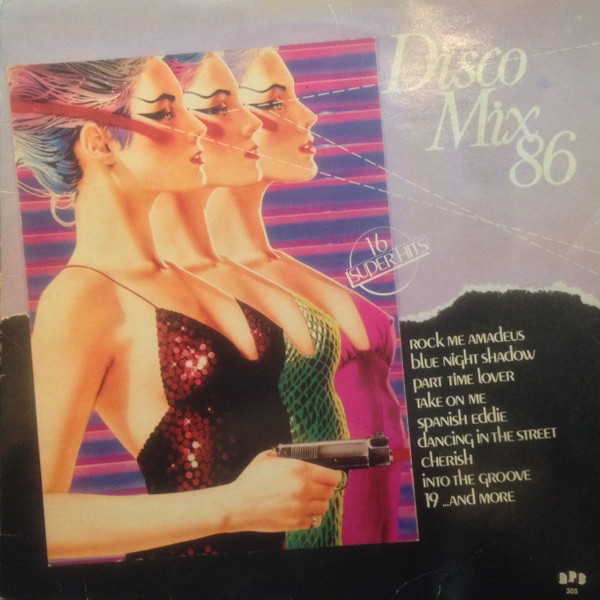 Disco
Mix
86
16
SUPER HITS
ROCK ME AMADEUS
bLUE NIGHT SHADOW
PART TIME LOVER
TAKE ON ME
SPANISH EDDIE
dANCING IN THE STREET
CHERISH
INTO THE GROOVE
19 ...AND MORE
APB
305